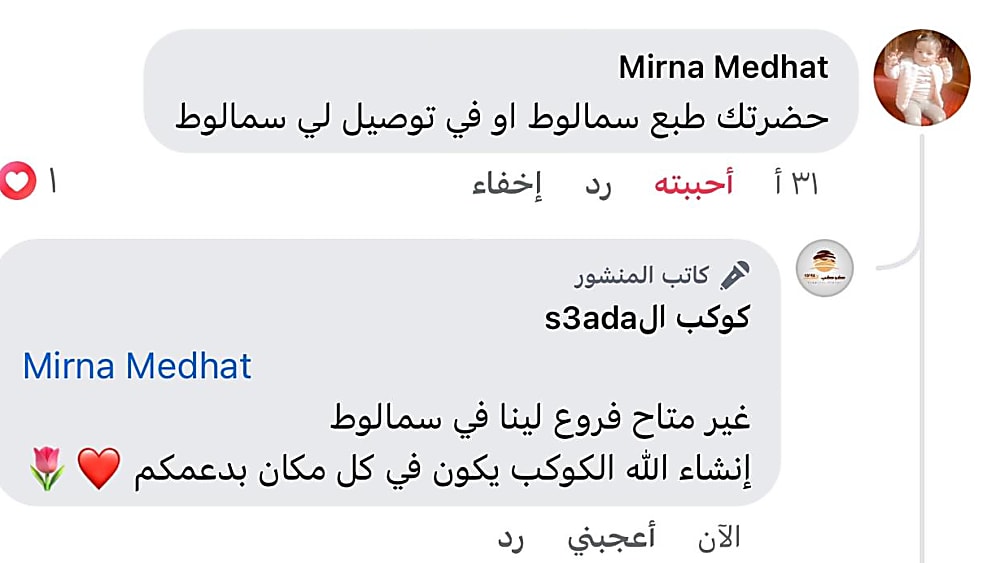 Mirna Medhat
حضرتك طبع سمالوط او في توصيل لي سمالوط
٣١ أ أحببته رد إخفاء ١
كاتب المنشور
كوكب الs3ada
Mirna Medhat
غير متاح فروع لينا في سمالوط
إنشاء الله الكوكب يكون في كل مكان بدعمكم ❤️🌷
الآن أعجبني رد